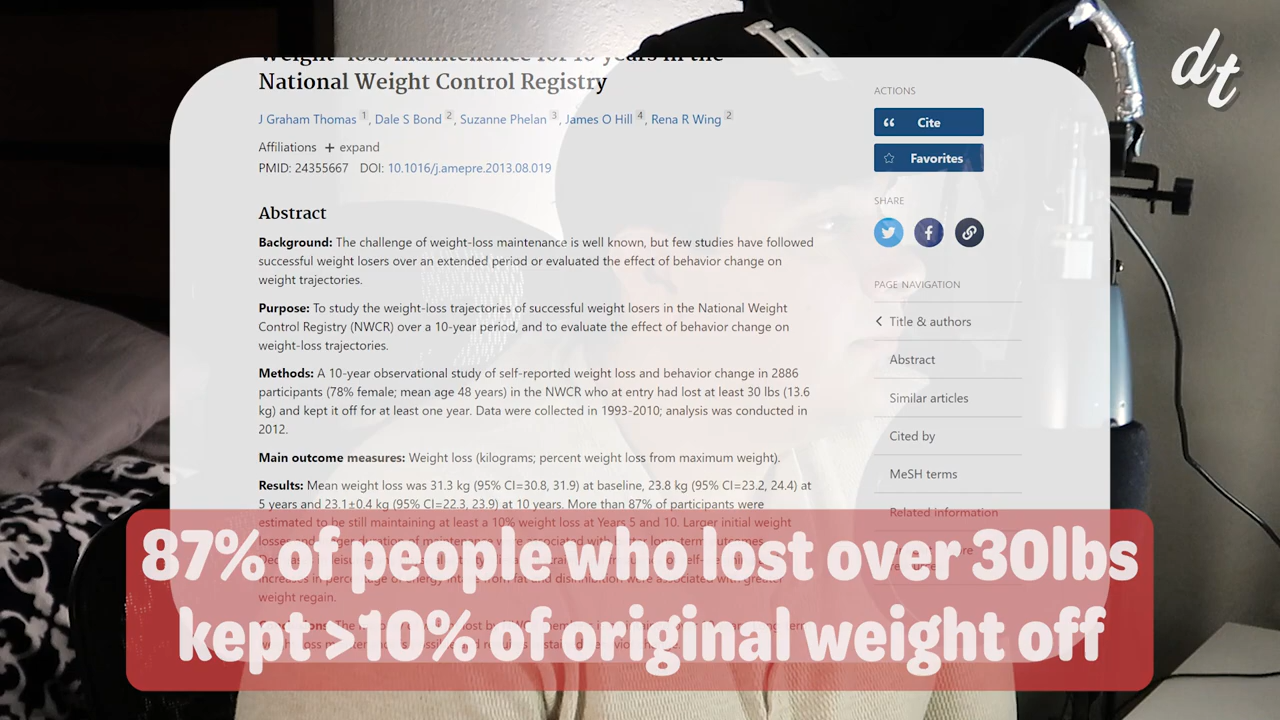 dt
LA
Weight-loss maintenance for 10 years in the
National Weight Control Registry
J Graham Thomas 1, Dale S Bond 2, Suzanne Phelan 3, James O Hill 4, Rena R Wing 2
Affiliations + expand
PMID: 24355667 DOI: 10.1016/j.amepre.2013.08.019
Abstract
Background: The challenge of weight-loss maintenance is well known, but few studies have followed
successful weight losers over an extended period or evaluated the effect of behavior change on
weight trajectories.
Purpose: To study the weight-loss trajectories of successful weight losers in the National Weight
Control Registry (NWCR) over a 10-year period, and to evaluate the effect of behavior change on
weight-loss trajectories.
Methods: A 10-year observational study of self-reported weight loss and behavior change in 2886
participants (78% female; mean age 48 years) in the NWCR who at entry had lost at least 30 lbs (13.6
kg) and kept it off for at least one year. Data were collected in 1993-2010; analysis was conducted in
2012.
Main outcome measures: Weight loss (kilograms; percent weight loss from maximum weight).
Results: Mean weight loss was 31.3 kg (95% CI=30.8, 31.9) at baseline, 23.8 kg (95% CI=23.2, 24.4) at
5 years and 23.1±0.4 kg (95% CI=22.3, 23.9) at 10 years. More than 87% of participants were
estimated to be still maintaining at least a 10% weight loss at Years 5 and 10. Larger initial weight
weight regain.
ACTIONS
Cite
Favorites
SHARE
PAGE NAVIGATION
Title & authors
Abstract
Similar articles
Cited by
MeSH terms
Related information
87% of people who lost over 30lbs
kept >10% of original weight off